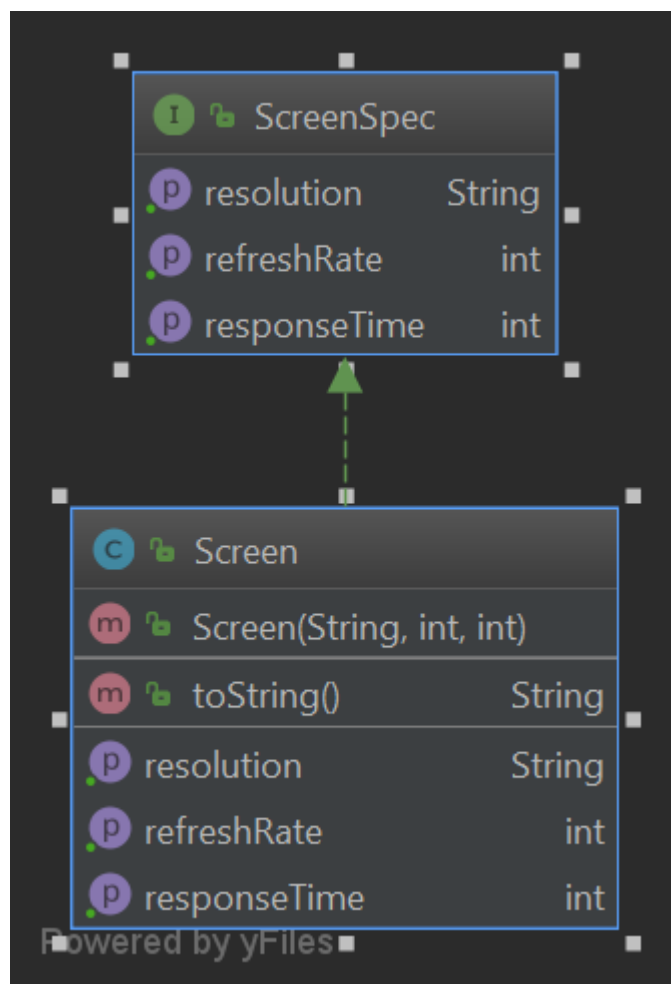 I ScreenSpec
p resolution String
p refreshRate int
p responseTime int
C Screen
m Screen(String, int, int)
m toString() String
p resolution String
p refreshRate int
p responseTime int
Powered by yFiles